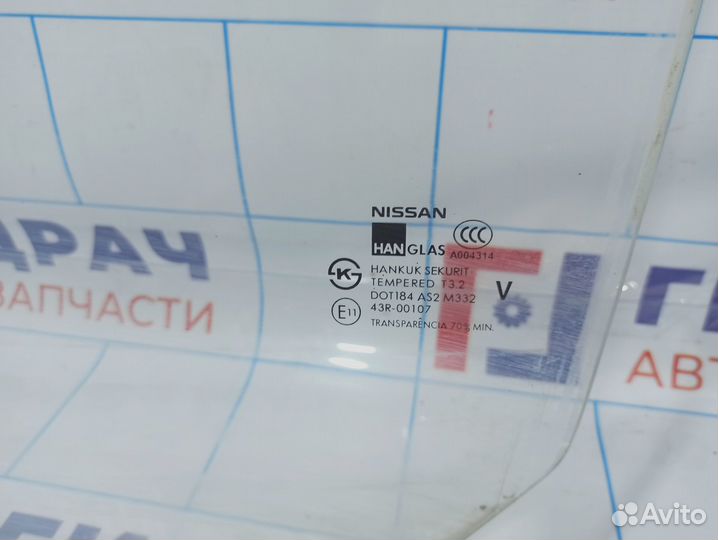 NISSAN
HANGLAS
CCC
A004314
HANKUK SEKURIT
TEMPERED T3.2
DOT184 AS2 M332
V
E11
43R-00107
TRANSPARÊNCIA 70% MIN.
ДРАЧ
ЗАПЧАСТИ
АВТ
Avito